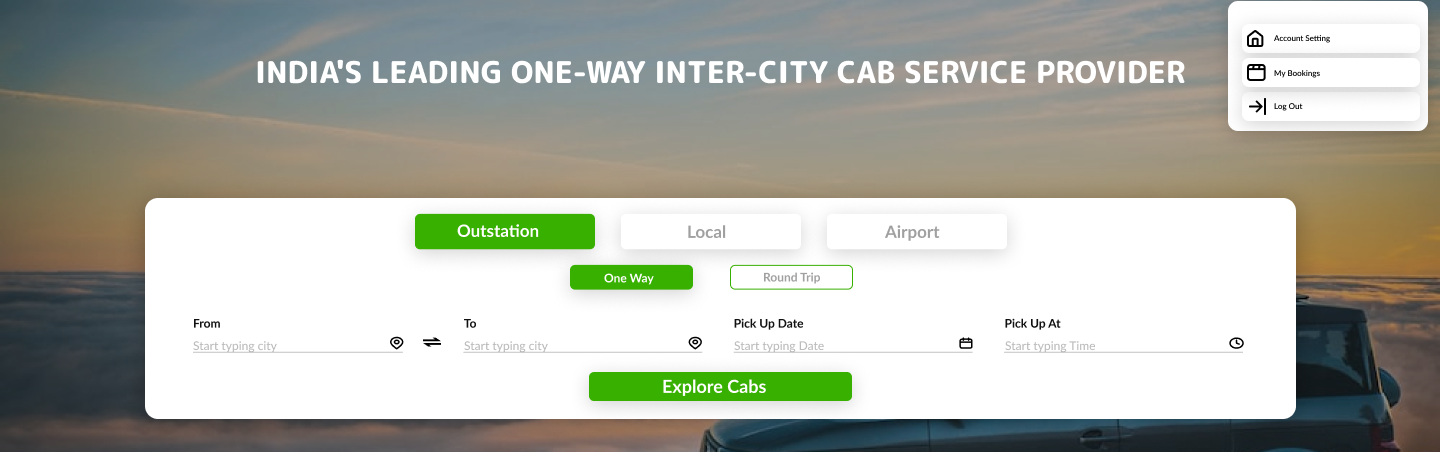 Account Setting
INDIA'S LEADING ONE-WAY INTER-CITY CAB SERVICE PROVIDER
My Bookings
Log Out
Outstation
Local
Airport
One Way
Round Trip
From
To
Pick Up Date
Pick Up At
Start typing city
Start typing city
Start typing Date
Start typing Time
Explore Cabs